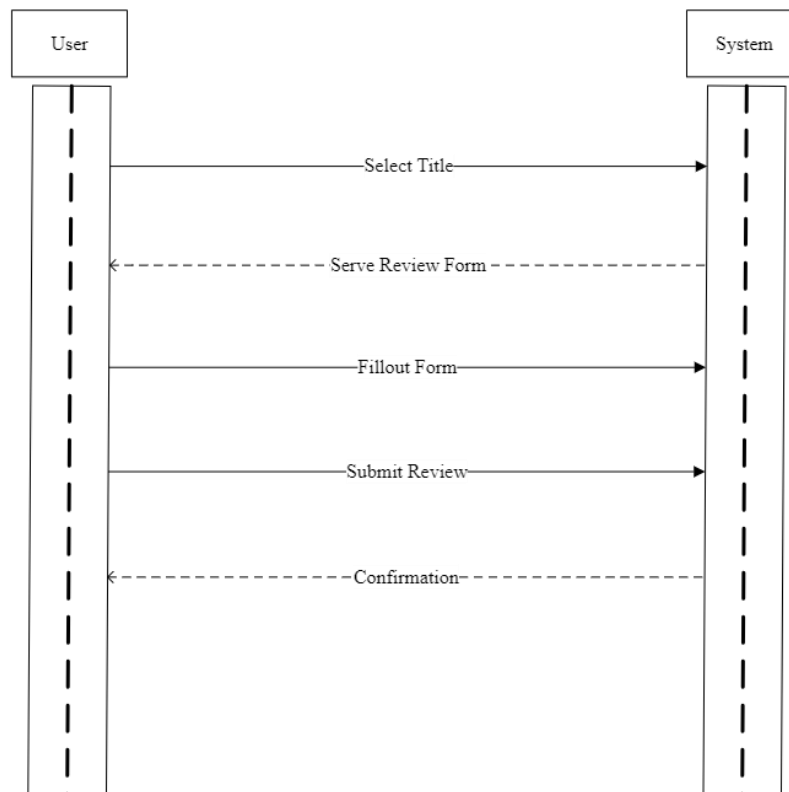 User
System
Select Title
Serve Review Form
Fillout Form
Submit Review
Confirmation